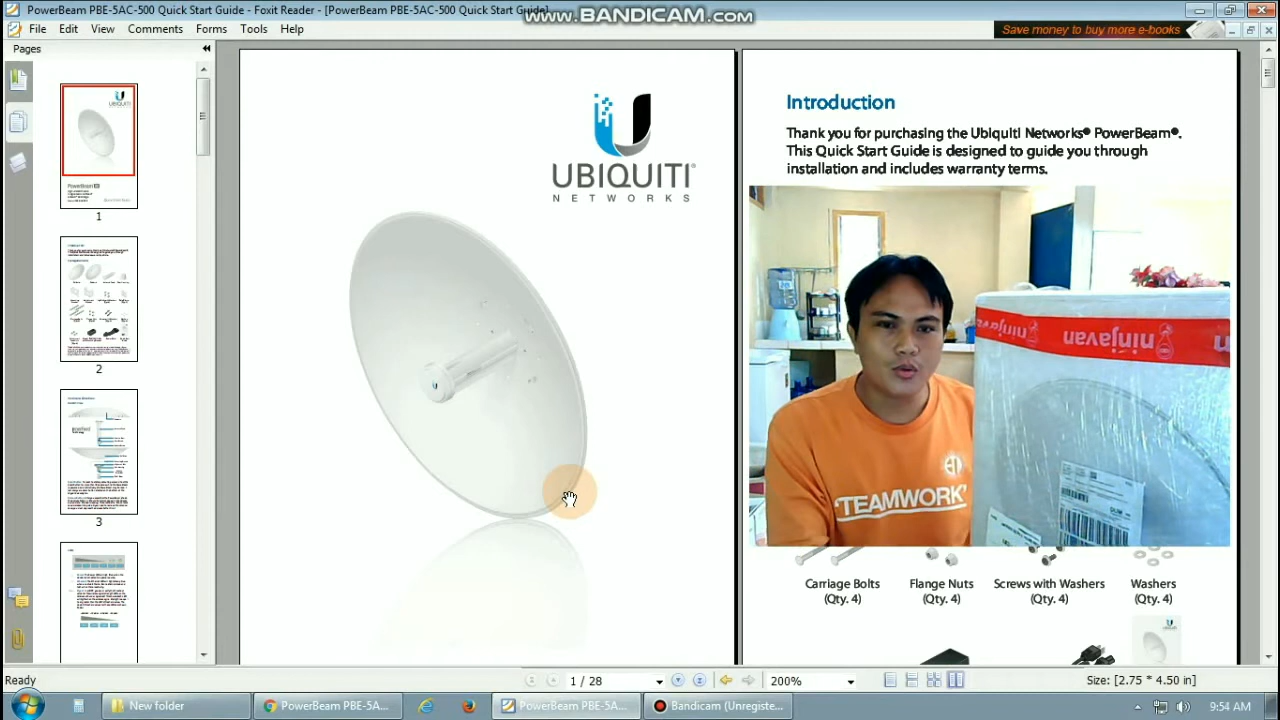 PowerBeam PBE-5AC-500 Quick Start Guide - Foxit Reader - [PowerBeam PBE-5AC-500 Quick Start Guide]
www.BANDICAM.com
File Edit View Comments Forms Tools Help
Save money to buy more e-books
Pages
1
2
3
UBIQUITI®
NETWORKS
Introduction
Thank you for purchasing the Ubiquiti Networks® PowerBeam®.
This Quick Start Guide is designed to guide you through
installation and includes warranty terms.
ninjavan
ninjavan
TEAMWORK
Carriage Bolts
(Qty. 4)
Flange Nuts
(Qty. 4)
Screws with Washers
(Qty. 4)
Washers
(Qty. 4)
Ready
1 / 28
200%
Size: [2.75 * 4.50 in]
New folder
PowerBeam PBE-5A...
PowerBeam PBE-5A...
Bandicam (Unregiste...
9:54 AM